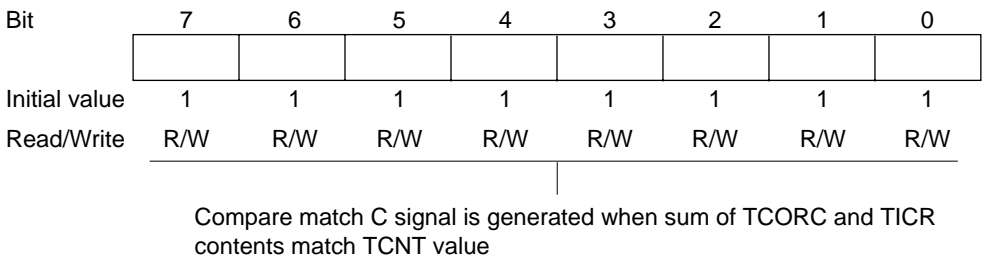 Bit 7 6 5 4 3 2 1 0
Initial value 1 1 1 1 1 1 1 1
Read/Write R/W R/W R/W R/W R/W R/W R/W R/W
Compare match C signal is generated when sum of TCORC and TICR
contents match TCNT value